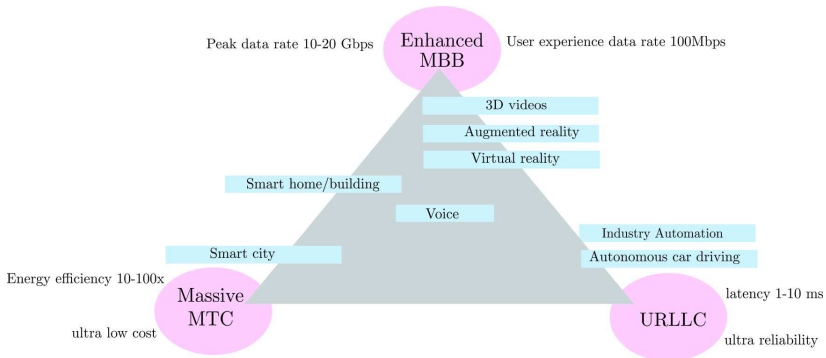 Peak data rate 10-20 Gbps
Enhanced
MBB
User experience data rate 100Mbps
3D videos
Augmented reality
Virtual reality
Smart home/building
Voice
Industry Automation
Smart city
Autonomous car driving
Energy efficiency 10-100x
Massive
MTC
ultra low cost
latency 1-10 ms
URLLC
ultra reliability